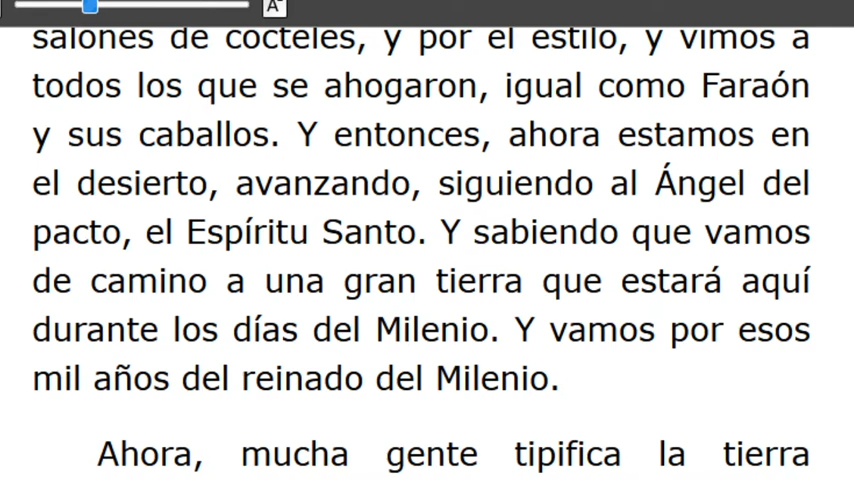 A
salones de cocteles, y por el estilo, y vimos a
todos los que se ahogaron, igual como Faraón
y sus caballos. Y entonces, ahora estamos en
el desierto, avanzando, siguiendo al Ángel del
pacto, el Espíritu Santo. Y sabiendo que vamos
de camino a una gran tierra que estará aquí
durante los días del Milenio. Y vamos por esos
mil años del reinado del Milenio.
Ahora, mucha gente tipifica la tierra